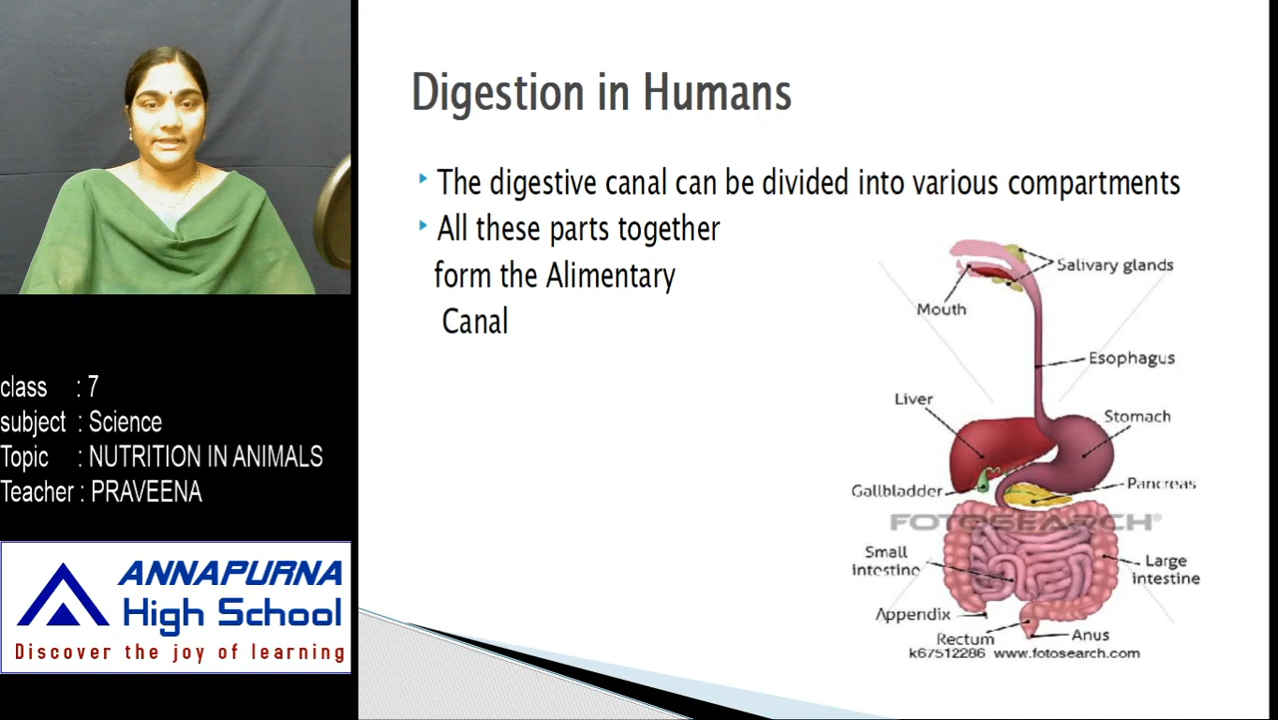 Digestion in Humans
The digestive canal can be divided into various compartments
All these parts together
form the Alimentary
Canal
Salivary glands
Mouth
Esophagus
Liver
Stomach
Gallbladder
Pancreas
FOTOSEARCH®
Small
intestine
Large
intestine
Appendix
Rectum
Anus
k67512286 www.fotosearch.com
class : 7
subject : Science
Topic : NUTRITION IN ANIMALS
Teacher : PRAVEENA
ANNAPURNA
High School
Discover the joy of learning